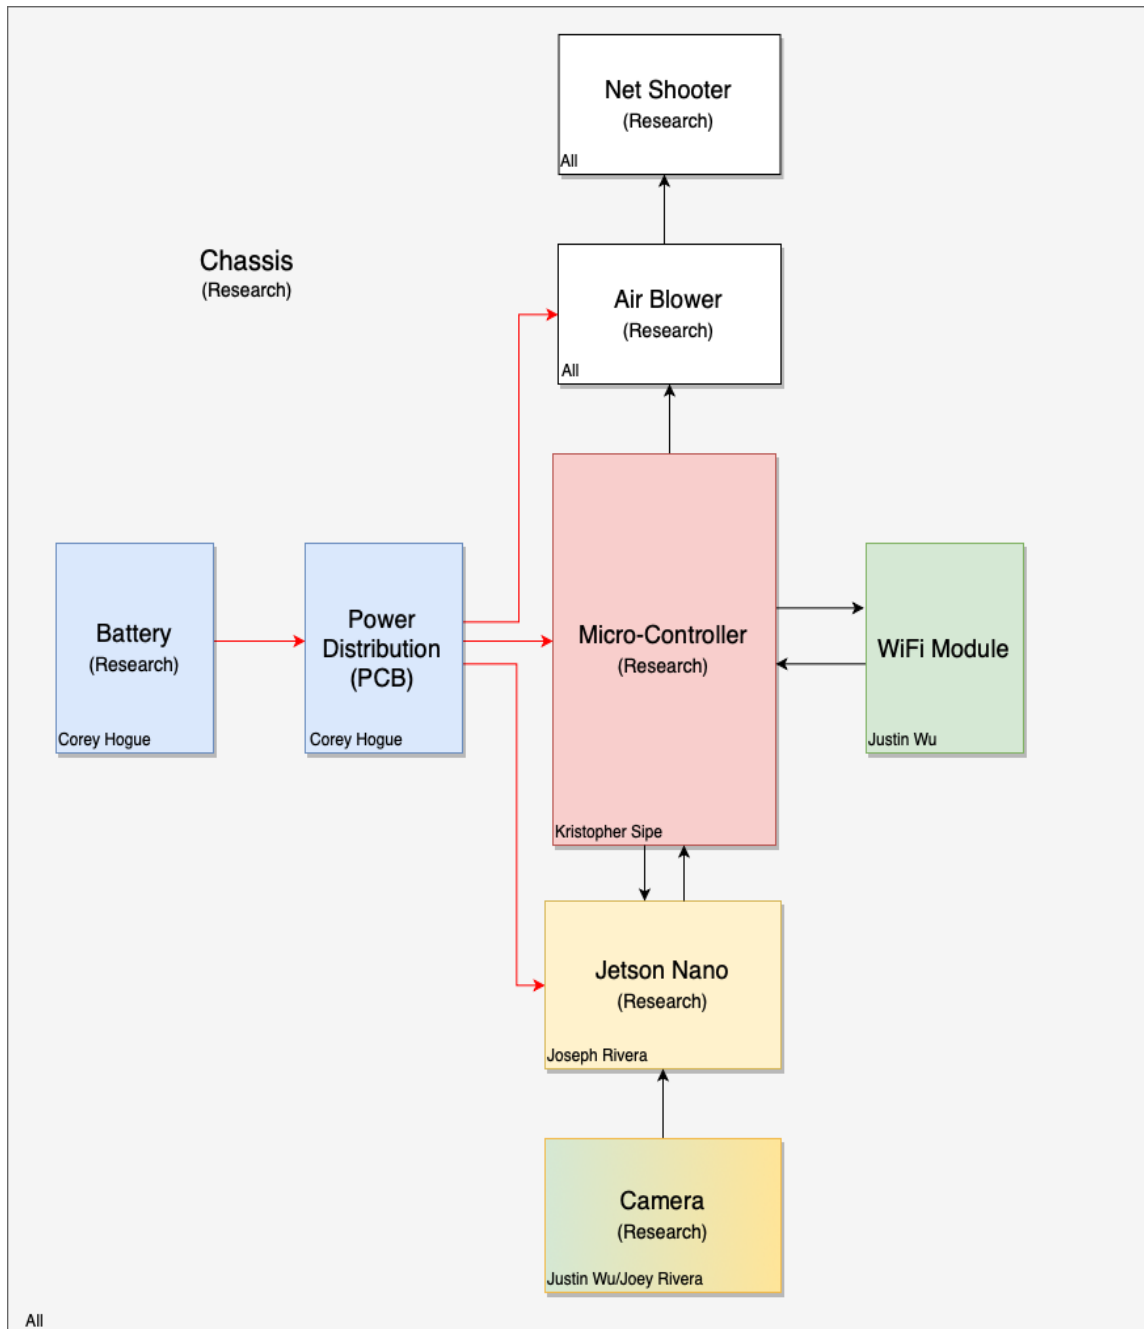 Net Shooter
(Research)
All
Chassis
(Research)
Air Blower
(Research)
All
Battery
(Research)
Corey Hogue
Power
Distribution
(PCB)
Corey Hogue
Micro-Controller
(Research)
Kristopher Sipe
WiFi Module
Justin Wu
Jetson Nano
(Research)
Joseph Rivera
Camera
(Research)
Justin Wu/Joey Rivera
All